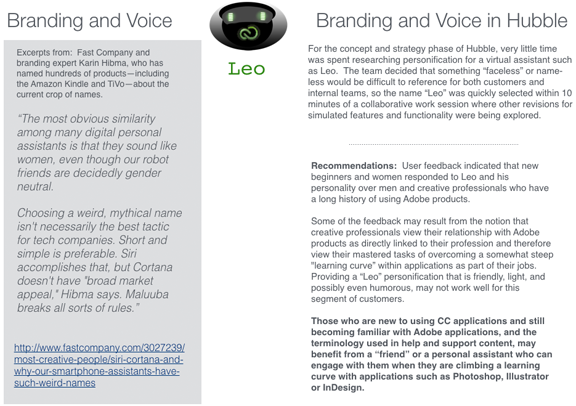 Branding and Voice
Excerpts from: Fast Company and
branding expert Karin Hibma, who has
named hundreds of products—including
the Amazon Kindle and TiVo—about the
current crop of names.
“The most obvious similarity
among many digital personal
assistants is that they sound like
women, even though our robot
friends are decidedly gender
neutral.
Choosing a weird, mythical name
isn't necessarily the best tactic
for tech companies. Short and
simple is preferable. Siri
accomplishes that, but Cortana
doesn't have "broad market
appeal," Hibma says. Maluuba
breaks all sorts of rules.”
http://www.fastcompany.com/3027239/
most-creative-people/siri-cortana-and-
why-our-smartphone-assistants-have-
such-weird-names
Leo
Branding and Voice in Hubble
For the concept and strategy phase of Hubble, very little time
was spent researching personification for a virtual assistant such
as Leo. The team decided that something “faceless” or name-
less would be difficult to reference for both customers and
internal teams, so the name “Leo” was quickly selected within 10
minutes of a collaborative work session where other revisions for
simulated features and functionality were being explored.
Recommendations: User feedback indicated that new
beginners and women responded to Leo and his
personality over men and creative professionals who have
a long history of using Adobe products.
Some of the feedback may result from the notion that
creative professionals view their relationship with Adobe
products as directly linked to their profession and therefore
view their mastered tasks of overcoming a somewhat steep
“learning curve” within applications as part of their jobs.
Providing a “Leo” personification that is friendly, light, and
possibly even humorous, may not work well for this
segment of customers.
Those who are new to using CC applications and still
becoming familiar with Adobe applications, and the
terminology used in help and support content, may
benefit from a “friend” or a personal assistant who can
engage with them when they are climbing a learning
curve with applications such as Photoshop, Illustrator
or InDesign.